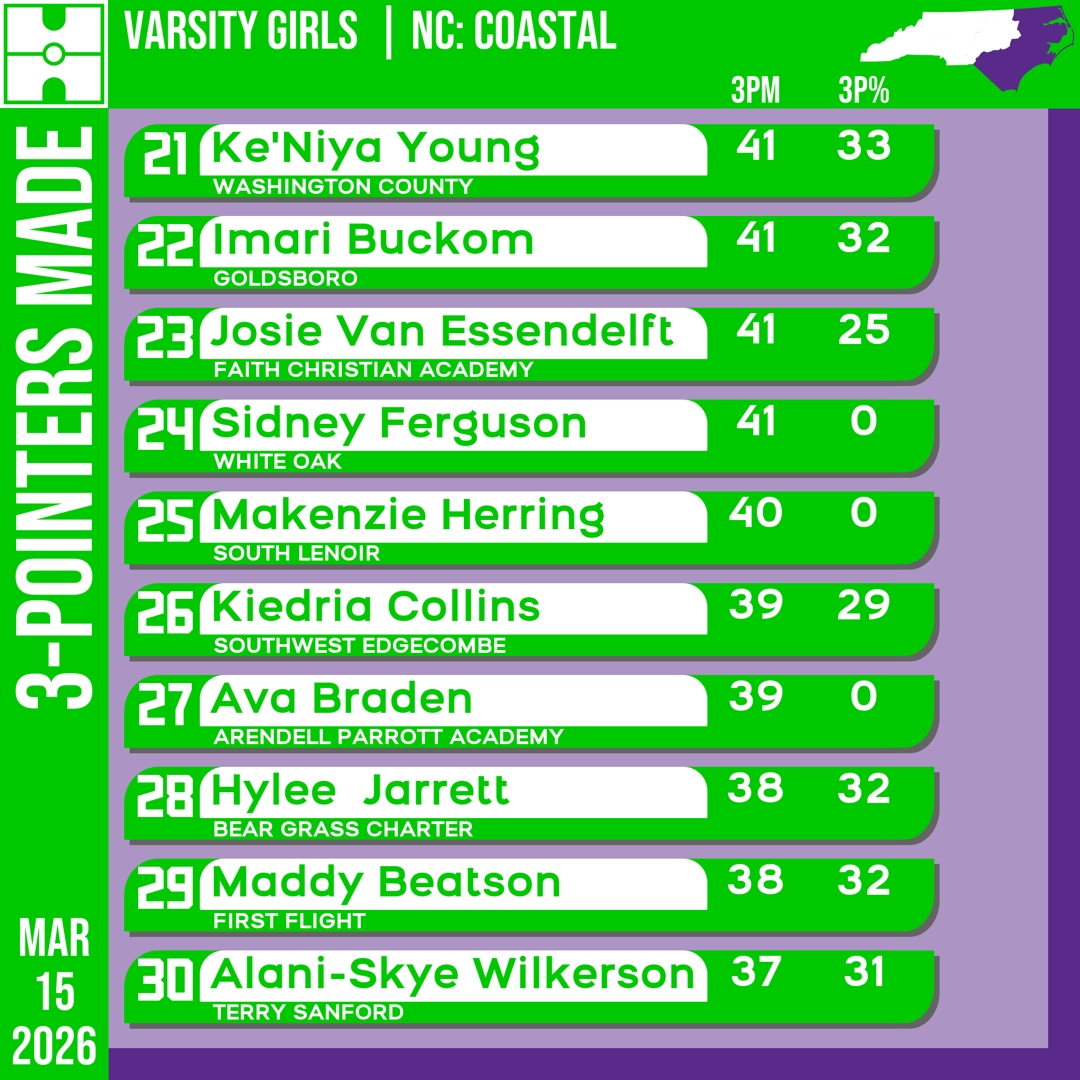 VARSITY GIRLS | NC: COASTAL
3PM 3P%
3-POINTERS MADE
21 Ke'Niya Young 41 33
WASHINGTON COUNTY
22 Imari Buckom 41 32
GOLDSBORO
23 Josie Van Essendelft 41 25
FAITH CHRISTIAN ACADEMY
24 Sidney Ferguson 41 0
WHITE OAK
25 Makenzie Herring 40 0
SOUTH LENOIR
26 Kiedria Collins 39 29
SOUTHWEST EDGECOMBE
27 Ava Braden 39 0
ARENDELL PARROTT ACADEMY
28 Hylee  Jarrett 38 32
BEAR GRASS CHARTER
29 Maddy Beatson 38 32
FIRST FLIGHT
30 Alani-Skye Wilkerson 37 31
TERRY SANFORD
MAR
15
2026